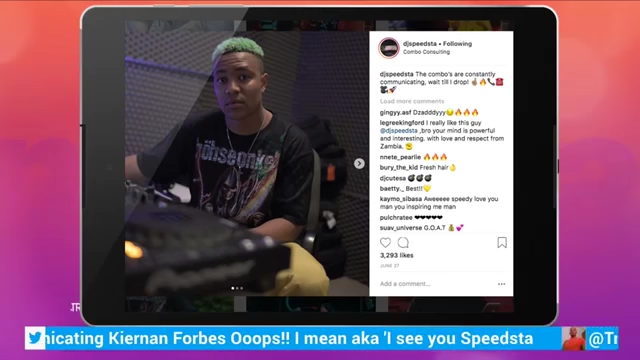 djspeedsta • Following
Combo Consulting
djspeedsta The combo's are constantly
communicating, wait till I drop! 🔥📞
Load more comments
gingyy.asf Dzadddyyy😏🔥🔥🔥
legreekingford I really like this guy
@djspeedsta ,bro your mind is powerful
and interesting. with love and respect from
Zambia.
nnete_pearlie 🔥🔥🔥
bury_the_kid Fresh hair👌
djcutesa 💣💣💣
baetty._ Best!!💛
kaymo_sibasa Aweeeee speedy love you
man you inspiring me man
pulchratee ❤❤❤❤❤
suav_universe G.O.A.T 💰💕
3,293 likes
JUNE 27
Add a comment...
nicating Kiernan Forbes Ooops!! I mean aka 'I see you Speedsta
@Tr